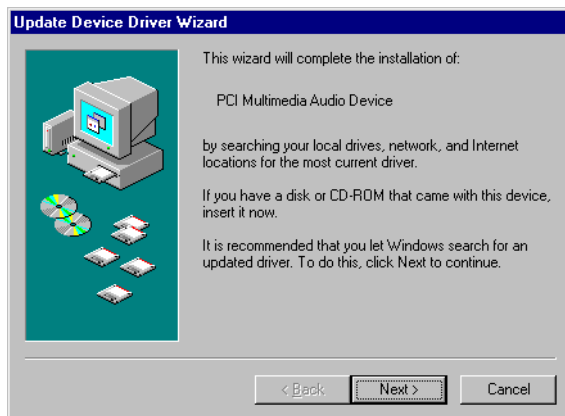 Update Device Driver Wizard
This wizard will complete the installation of:
PCI Multimedia Audio Device
by searching your local drives, network, and Internet
locations for the most current driver.
If you have a disk or CD-ROM that came with this device,
insert it now.
It is recommended that you let Windows search for an
updated driver. To do this, click Next to continue.
< Back Next > Cancel